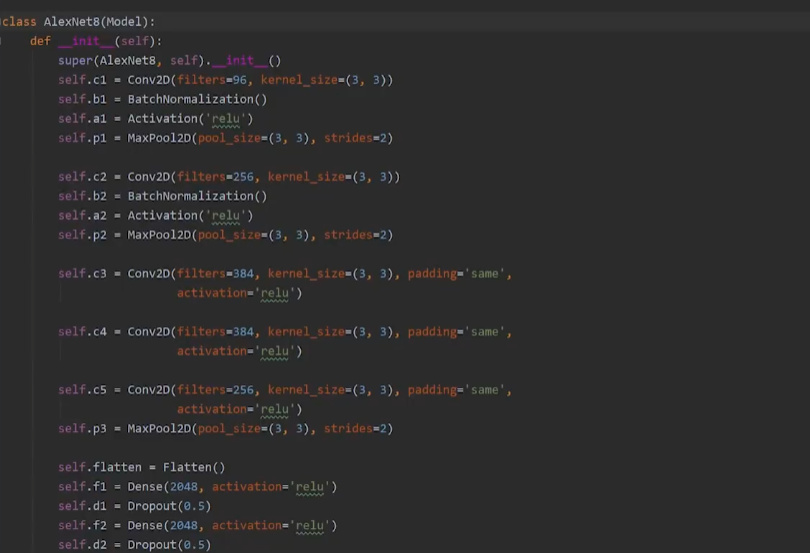 class AlexNet8(Model):
    def __init__(self):
        super(AlexNet8, self).__init__()
        self.c1 = Conv2D(filters=96, kernel_size=(3, 3))
        self.b1 = BatchNormalization()
        self.a1 = Activation('relu')
        self.p1 = MaxPool2D(pool_size=(3, 3), strides=2)

        self.c2 = Conv2D(filters=256, kernel_size=(3, 3))
        self.b2 = BatchNormalization()
        self.a2 = Activation('relu')
        self.p2 = MaxPool2D(pool_size=(3, 3), strides=2)

        self.c3 = Conv2D(filters=384, kernel_size=(3, 3), padding='same',
                         activation='relu')

        self.c4 = Conv2D(filters=384, kernel_size=(3, 3), padding='same',
                         activation='relu')

        self.c5 = Conv2D(filters=256, kernel_size=(3, 3), padding='same',
                         activation='relu')
        self.p3 = MaxPool2D(pool_size=(3, 3), strides=2)

        self.flatten = Flatten()
        self.f1 = Dense(2048, activation='relu')
        self.d1 = Dropout(0.5)
        self.f2 = Dense(2048, activation='relu')
        self.d2 = Dropout(0.5)